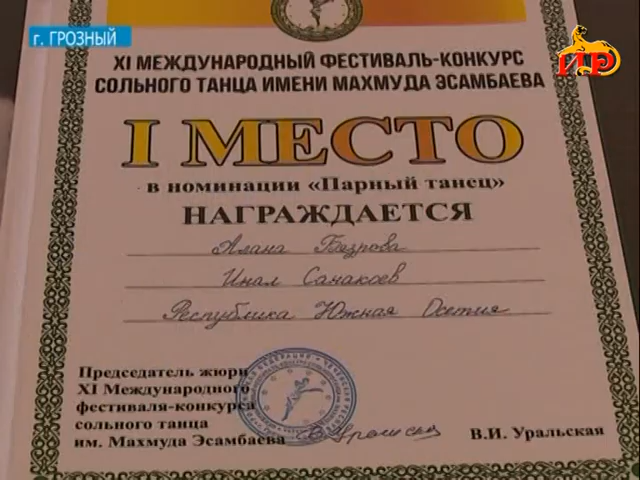 г. ГРОЗНЫЙ
ИР
XI МЕЖДУНАРОДНЫЙ ФЕСТИВАЛЬ-КОНКУРС
СОЛЬНОГО ТАНЦА ИМЕНИ МАХМУДА ЭСАМБАЕВА
I МЕСТО
в номинации «Парный танец»
НАГРАЖДАЕТСЯ
Алана Бязрова
Инал Санакоев
Республика Южная Осетия
Председатель жюри
XI Международного
фестиваля-конкурса
сольного танца
им. Махмуда Эсамбаева
В.И. Уральская